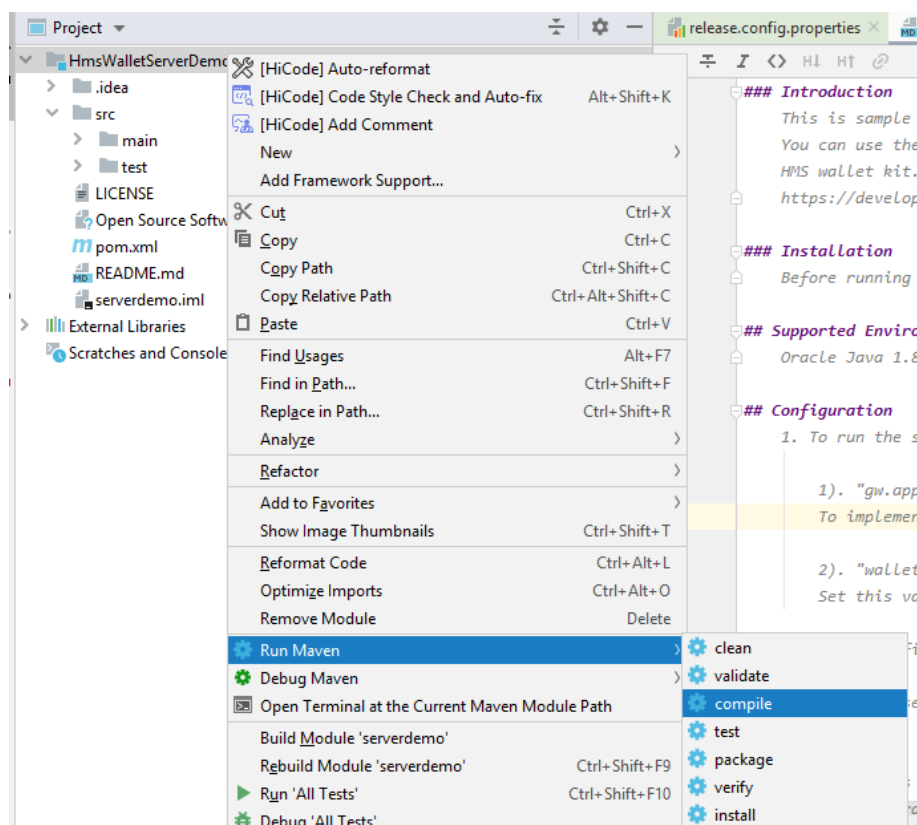 Project
release.config.properties
HmsWalletServerDemo
.idea
src
main
test
LICENSE
Open Source Softw
pom.xml
README.md
serverdemo.iml
External Libraries
Scratches and Console
[HiCode] Auto-reformat
[HiCode] Code Style Check and Auto-fix Alt+Shift+K
[HiCode] Add Comment
New
Add Framework Support...
Cut Ctrl+X
Copy Ctrl+C
Copy Path Ctrl+Shift+C
Copy Relative Path Ctrl+Alt+Shift+C
Paste Ctrl+V
Find Usages Alt+F7
Find in Path... Ctrl+Shift+F
Replace in Path... Ctrl+Shift+R
Analyze
Refactor
Add to Favorites
Show Image Thumbnails Ctrl+Shift+T
Reformat Code Ctrl+Alt+L
Optimize Imports Ctrl+Alt+O
Remove Module Delete
Run Maven
Debug Maven
Open Terminal at the Current Maven Module Path
Build Module 'serverdemo'
Rebuild Module 'serverdemo' Ctrl+Shift+F9
Run 'All Tests' Ctrl+Shift+F10
Debug 'All Tests'
clean
validate
compile
test
package
verify
install
### Introduction
This is sample
You can use the
HMS wallet kit.
https://develop
### Installation
Before running
## Supported Enviro
Oracle Java 1.8
## Configuration
1. To run the s
1). "gw.app
To implemen
2). "wallet
Set this va